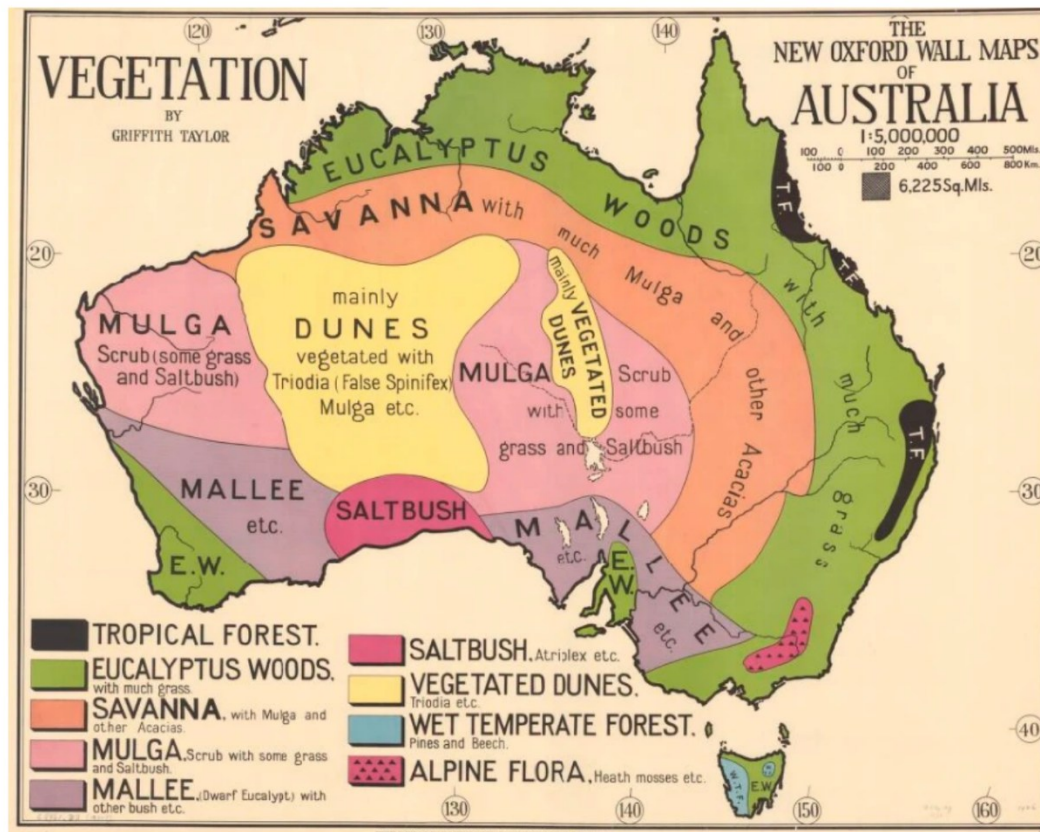 120
130
140
VEGETATION
BY
GRIFFITH TAYLOR
THE
NEW OXFORD WALL MAPS
OF
AUSTRALIA
1:5,000,000
100 0 100 200 300 400 500 Mls.
100 0 200 400 600 800 Km.
6,225 Sq. Mls.
EUCALYPTUS WOODS with much grass
SAVANNA with much Mulga and other Acacias
T.F.
T.F.
T.F.
20
20
mainly
DUNES
vegetated with
Triodia (False Spinifex)
Mulga etc.
mainly VEGETATED
DUNES
MULGA
Scrub (some grass
and Saltbush)
MULGA Scrub
with some
grass and Saltbush
30
30
MALLEE
etc.
SALTBUSH
MALLEE
etc.
etc.
E.W.
E.W.
TROPICAL FOREST.
EUCALYPTUS WOODS.
with much grass.
SAVANNA, with Mulga and
other Acacias.
MULGA, Scrub with some grass
and Saltbush.
MALLEE, (Dwarf Eucalypt) with
other bush etc.
SALTBUSH, Atriplex etc.
VEGETATED DUNES.
Triodia etc.
WET TEMPERATE FOREST.
Pines and Beech.
ALPINE FLORA, Heath mosses etc.
W.T.F.
E.W.
40
130
140
150
160